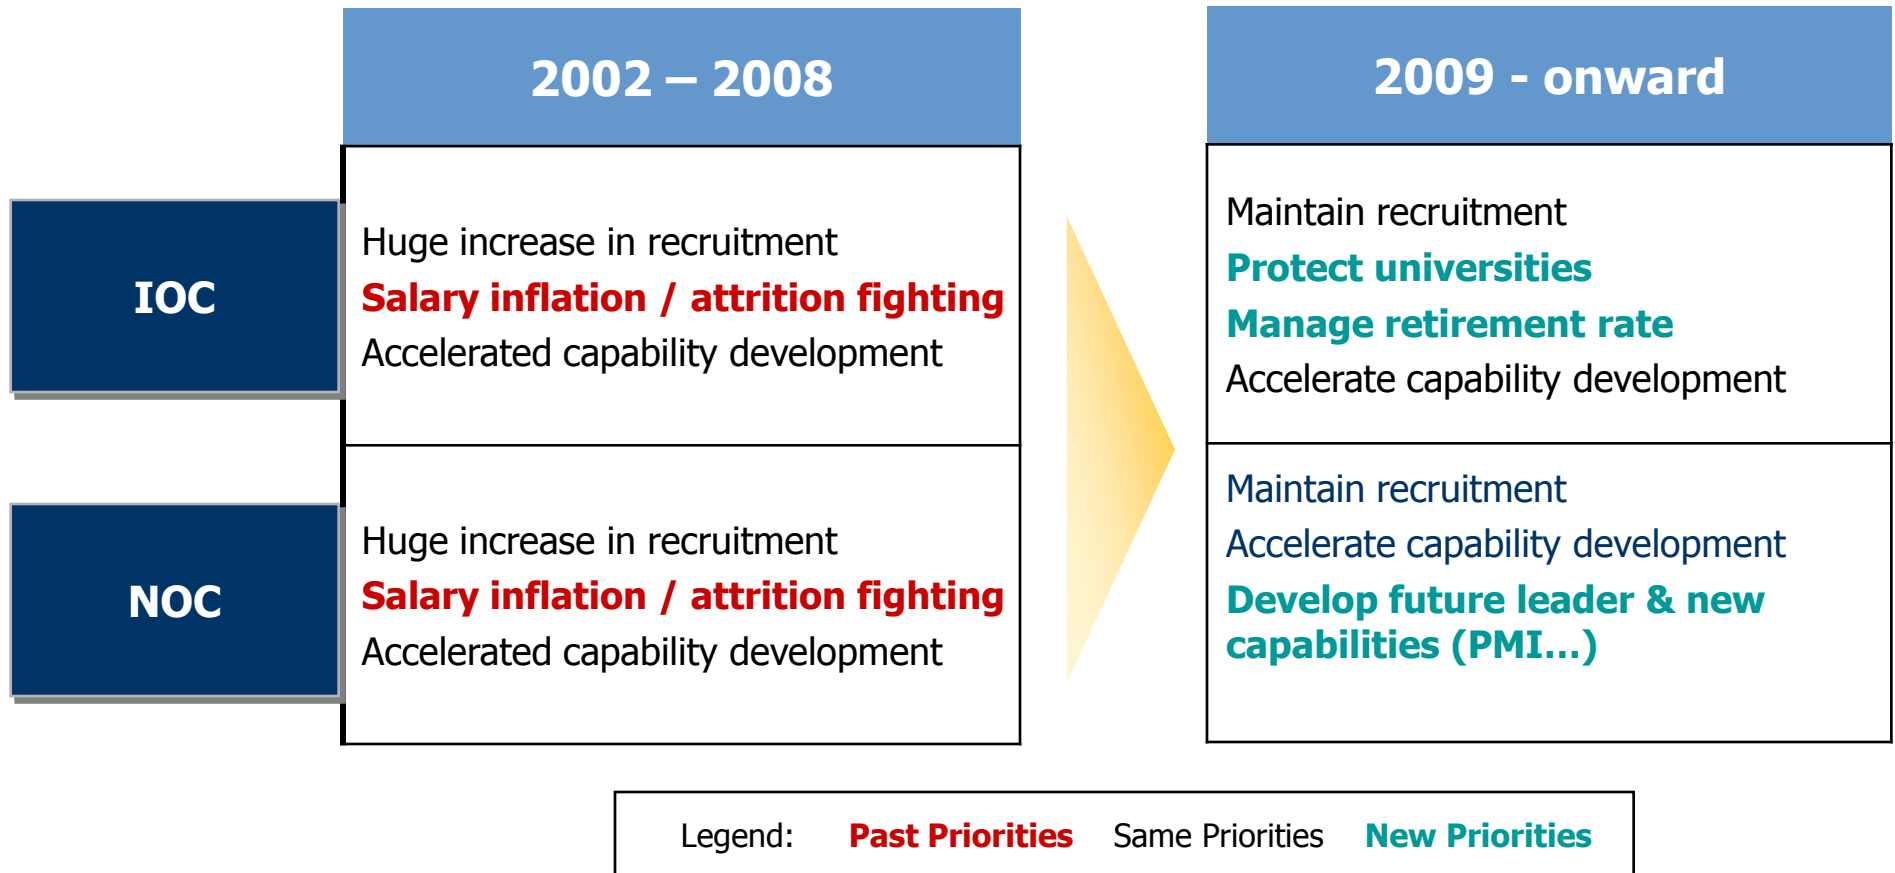 2002 – 2008
2009 - onward
IOC
Huge increase in recruitment
Salary inflation / attrition fighting
Accelerated capability development
Maintain recruitment
Protect universities
Manage retirement rate
Accelerate capability development
NOC
Huge increase in recruitment
Salary inflation / attrition fighting
Accelerated capability development
Maintain recruitment
Accelerate capability development
Develop future leader & new
capabilities (PMI...)
Legend: Past Priorities Same Priorities New Priorities